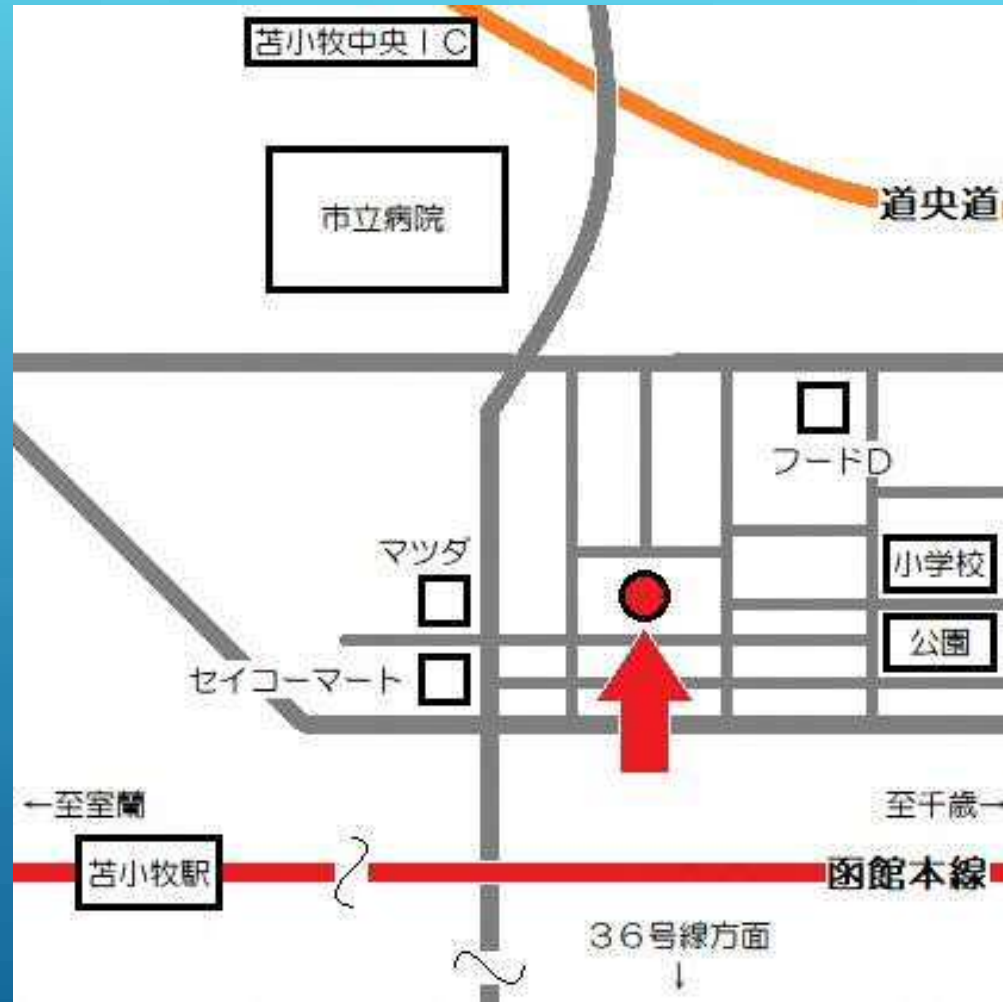 苫小牧中央ＩＣ
道央道
市立病院
フードD
マツダ
小学校
公園
セイコーマート
←至室蘭
至千歳→
苫小牧駅
函館本線
３６号線方面
↓